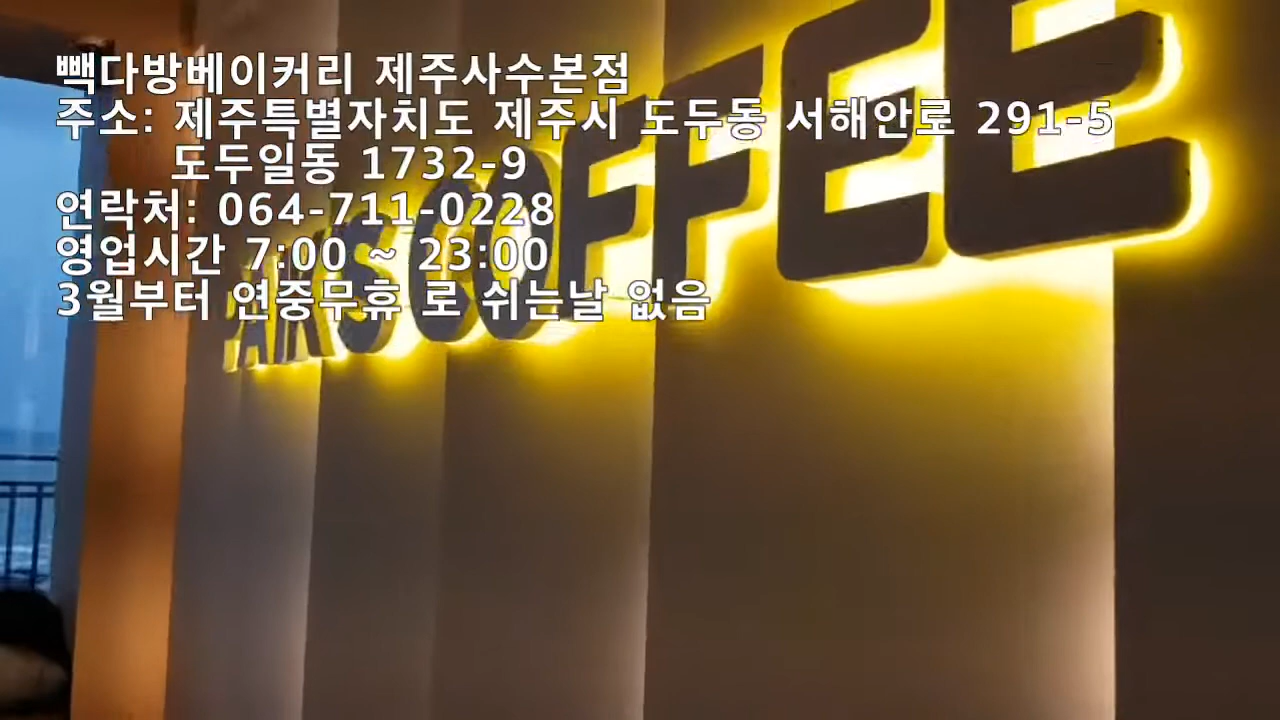 빽다방베이커리 제주사수본점
주소: 제주특별자치도 제주시 도두동 서해안로 291-5
도두일동 1732-9
연락처: 064-711-0228
영업시간 7:00 ~ 23:00
3월부터 연중무휴 로 쉬는날 없음
PAIK'S COFFEE